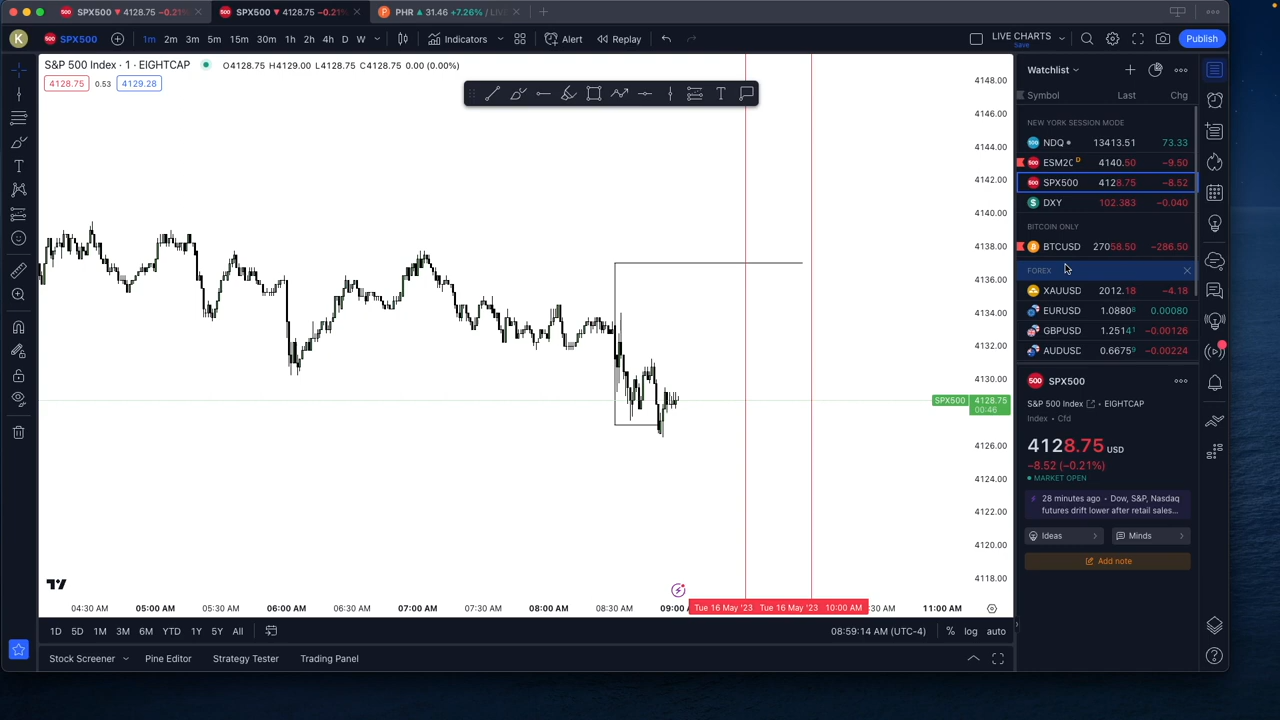 SPX500 ▼ 4128.75 −0.21%
SPX500 ▼ 4128.75 −0.21%
PHR ▲ 31.46 +7.26% / LIV
K
SPX500
1m 2m 3m 5m 15m 30m 1h 2h 4h D W
Indicators
Alert
Replay
LIVE CHARTS
Save
Publish
S&P 500 Index · 1 · EIGHTCAP
O4128.75 H4129.00 L4128.75 C4128.75 0.00 (0.00%)
4128.75 0.53 4129.28
4148.00
4146.00
4144.00
4142.00
4140.00
4138.00
4136.00
4134.00
4132.00
4130.00
SPX500 4128.75
00:46
4126.00
4124.00
4122.00
4120.00
4118.00
04:30 AM 05:00 AM 05:30 AM 06:00 AM 06:30 AM 07:00 AM 07:30 AM 08:00 AM 08:30 AM 09:00 Tue 16 May '23 Tue 16 May '23 10:00 AM :30 AM 11:00 AM
1D 5D 1M 3M 6M YTD 1Y 5Y All
08:59:14 AM (UTC-4) % log auto
Stock Screener Pine Editor Strategy Tester Trading Panel
Watchlist
Symbol Last Chg
NEW YORK SESSION MODE
NDQ 13413.51 73.33
ESM2C D 4140.50 −9.50
SPX500 4128.75 −8.52
DXY 102.383 −0.040
BITCOIN ONLY
BTCUSD 27058.50 −286.50
FOREX
XAUUSD 2012.18 −4.18
EURUSD 1.08808 0.00080
GBPUSD 1.25141 −0.00126
AUDUSD 0.66759 −0.00224
500 SPX500
S&P 500 Index • EIGHTCAP
Index • Cfd
4128.75 USD
−8.52 (−0.21%)
MARKET OPEN
28 minutes ago • Dow, S&P, Nasdaq
futures drift lower after retail sales...
Ideas
Minds
Add note